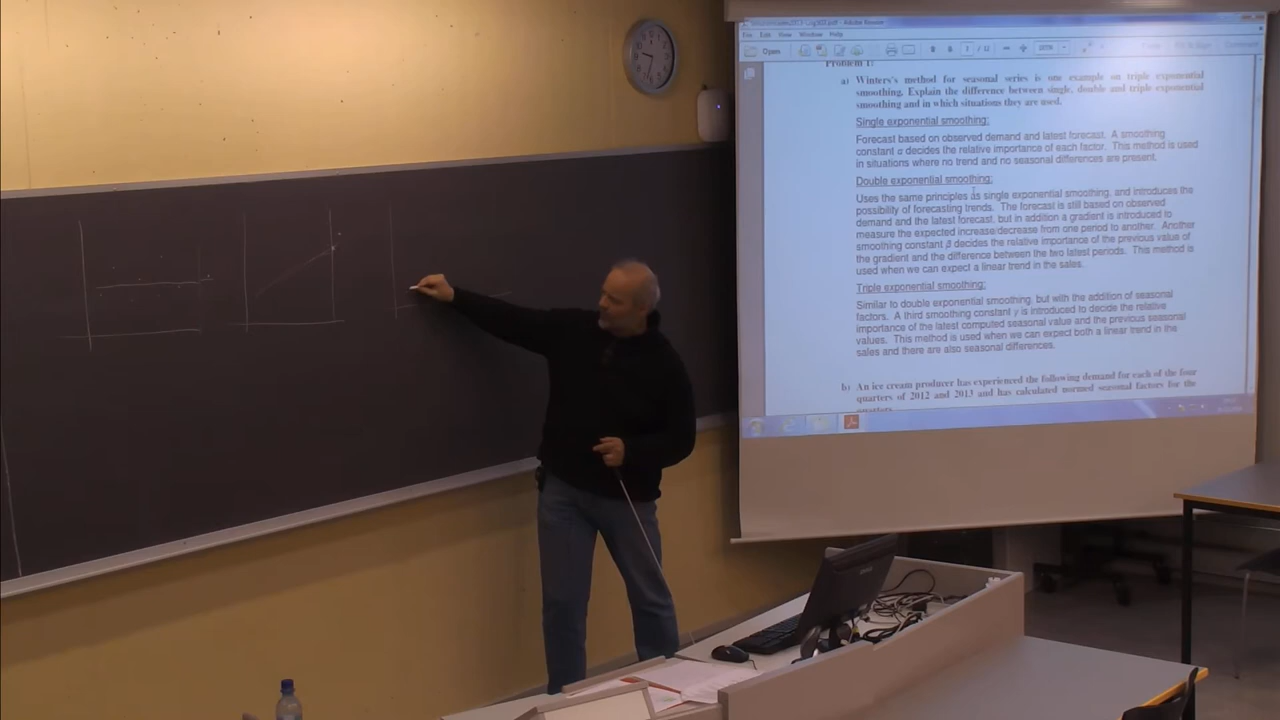 Adobe Reader
File Edit View Window Help
Open
Problem 1:
a) Winters's method for seasonal series is one example on triple exponential
smoothing. Explain the difference between single, double and triple exponential
smoothing and in which situations they are used.
Single exponential smoothing:
Forecast based on observed demand and latest forecast. A smoothing
constant α decides the relative importance of each factor. This method is used
in situations where no trend and no seasonal differences are present.
Double exponential smoothing:
Uses the same principles as single exponential smoothing, and introduces the
possibility of forecasting trends. The forecast is still based on observed
demand and the latest forecast, but in addition a gradient is introduced to
measure the expected increase/decrease from one period to another. Another
smoothing constant β decides the relative importance of the previous value of
the gradient and the difference between the two latest periods. This method is
used when we can expect a linear trend in the sales.
Triple exponential smoothing:
Similar to double exponential smoothing, but with the addition of seasonal
factors. A third smoothing constant γ is introduced to decide the relative
importance of the latest computed seasonal value and the previous seasonal
values. This method is used when we can expect both a linear trend in the
sales and there are also seasonal differences.
b) An ice cream producer has experienced the following demand for each of the four
quarters of 2012 and 2013 and has calculated normed seasonal factors for the
quarters